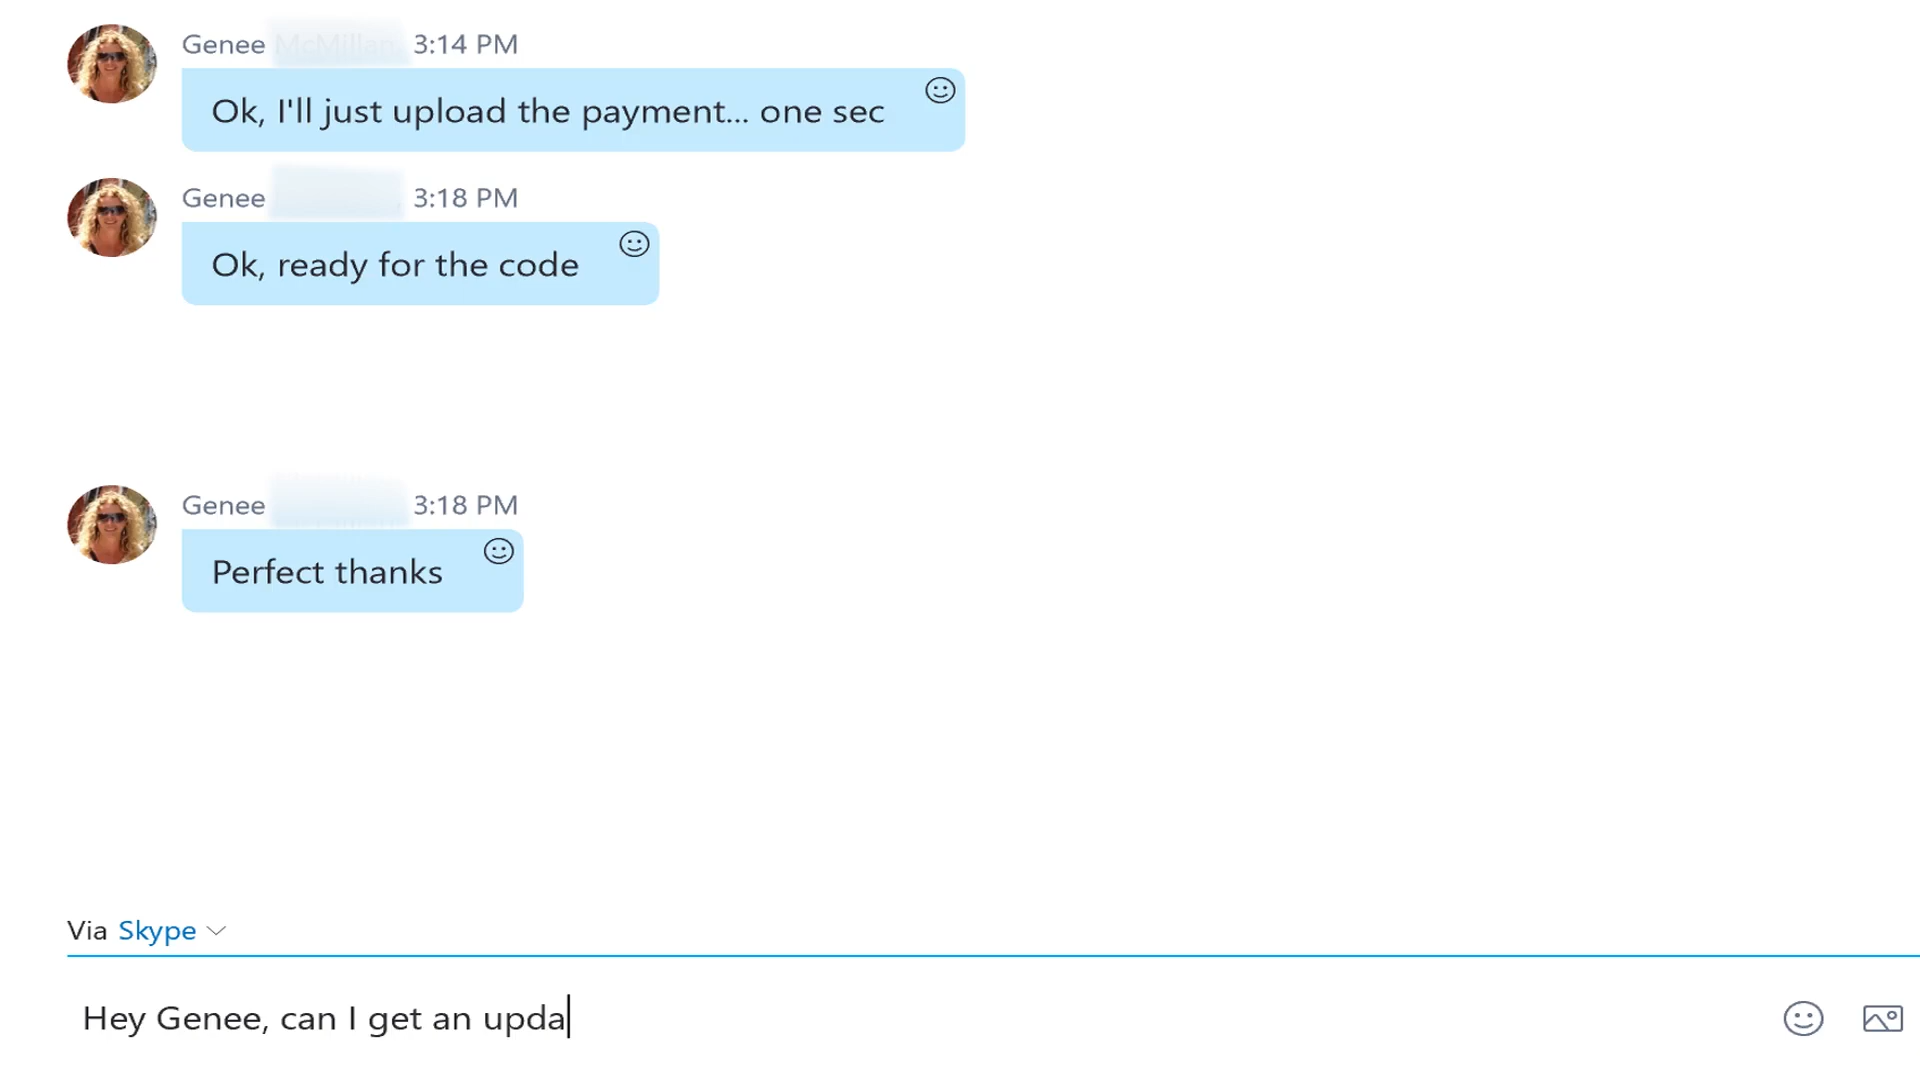 Genee 3:14 PM
Ok, I'll just upload the payment... one sec
Genee 3:18 PM
Ok, ready for the code
Genee 3:18 PM
Perfect thanks
Via Skype
Hey Genee, can I get an upda